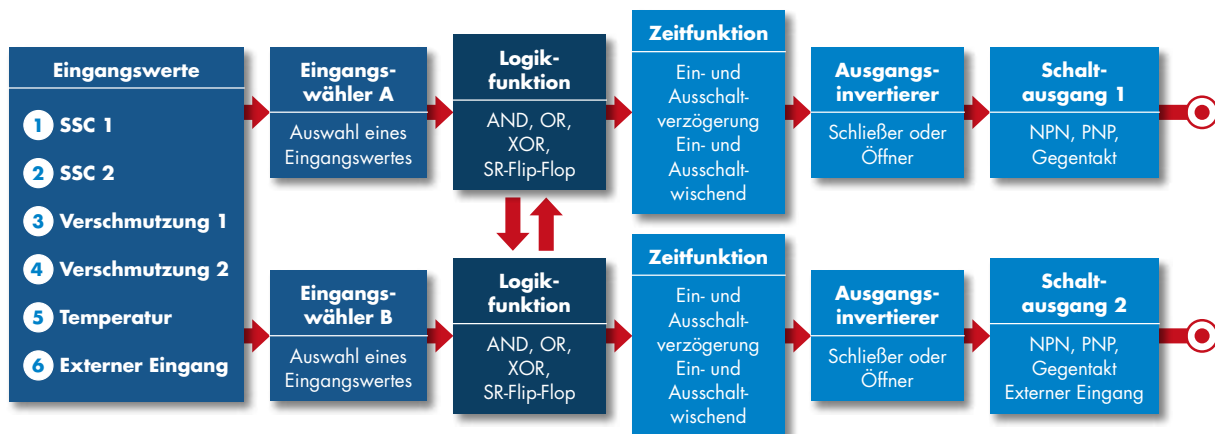 Eingangswerte
1 SSC 1
2 SSC 2
3 Verschmutzung 1
4 Verschmutzung 2
5 Temperatur
6 Externer Eingang
Eingangs-
wähler A
Auswahl eines
Eingangswertes
Logik-
funktion
AND, OR,
XOR,
SR-Flip-Flop
Zeitfunktion
Ein- und
Ausschalt-
verzögerung
Ein- und
Ausschalt-
wischend
Ausgangs-
invertierer
Schließer oder
Öffner
Schalt-
ausgang 1
NPN, PNP,
Gegentakt
Eingangs-
wähler B
Auswahl eines
Eingangswertes
Logik-
funktion
AND, OR,
XOR,
SR-Flip-Flop
Zeitfunktion
Ein- und
Ausschalt-
verzögerung
Ein- und
Ausschalt-
wischend
Ausgangs-
invertierer
Schließer oder
Öffner
Schalt-
ausgang 2
NPN, PNP,
Gegentakt
Externer Eingang